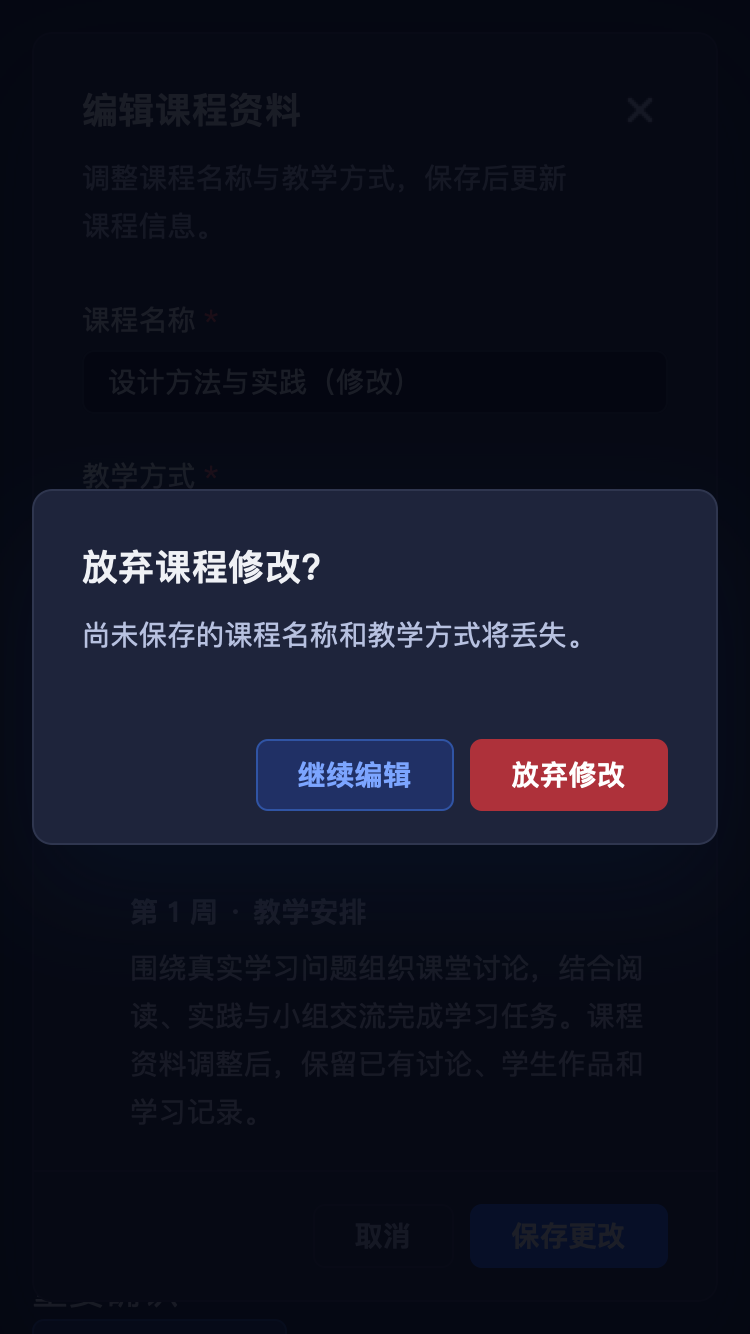 编辑课程资料
调整课程名称与教学方式，保存后更新
课程信息。
课程名称 *
设计方法与实践（修改）
教学方式 *
放弃课程修改?
尚未保存的课程名称和教学方式将丢失。
继续编辑
放弃修改
第 1 周 · 教学安排
围绕真实学习问题组织课堂讨论，结合阅
读、实践与小组交流完成学习任务。课程
资料调整后，保留已有讨论、学生作品和
学习记录。
取消
保存更改